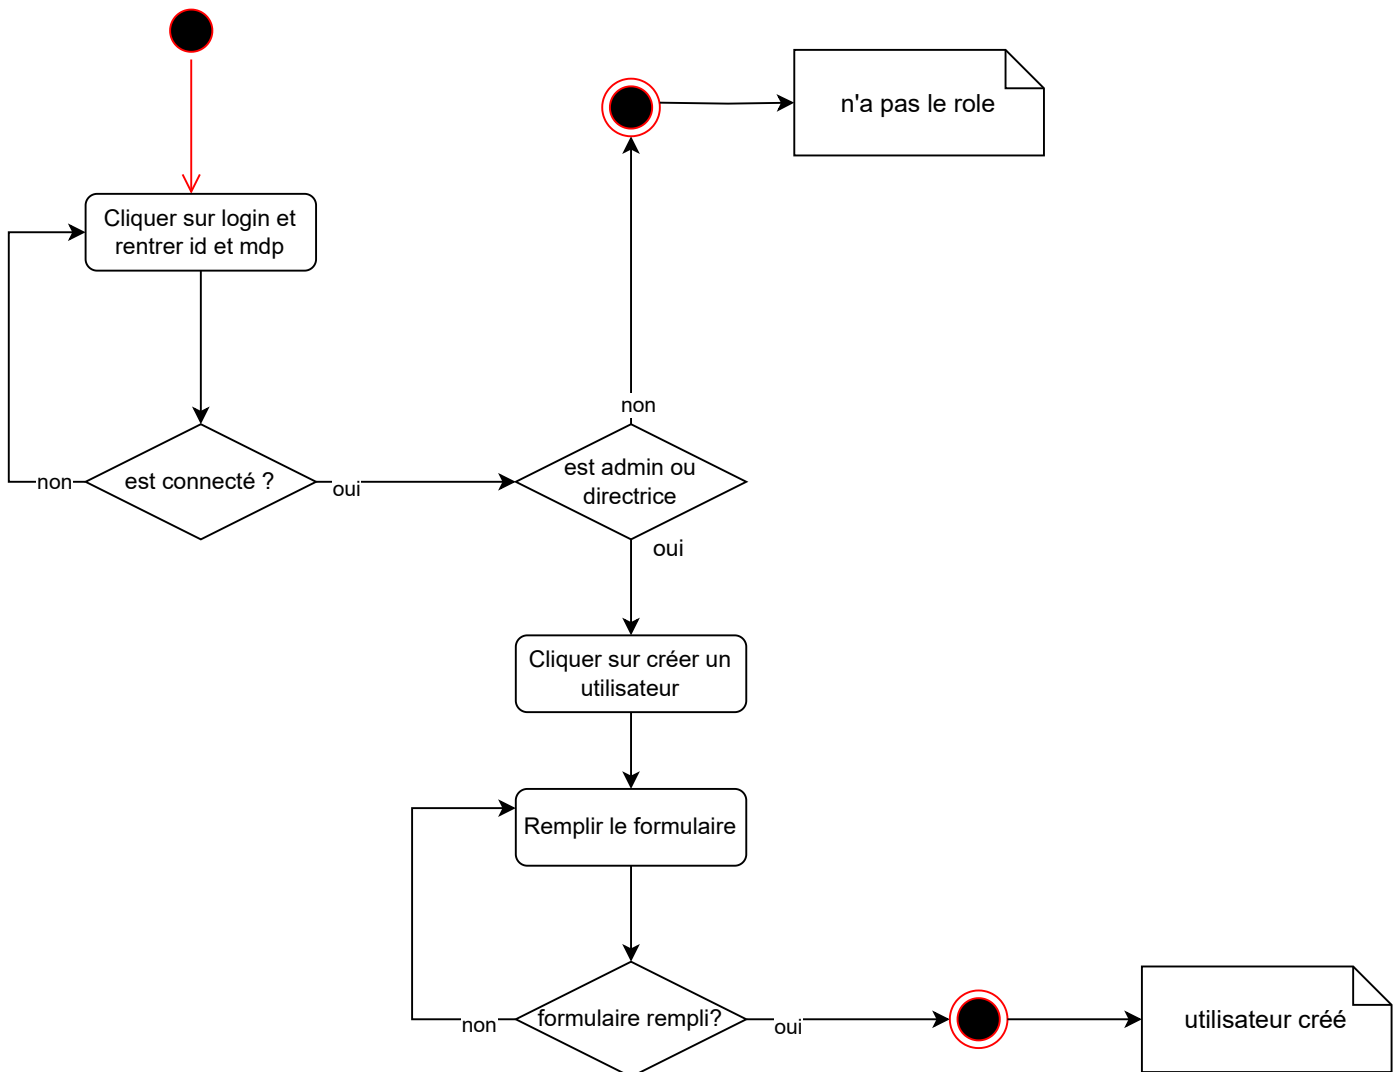 n'a pas le role
Cliquer sur login et
rentrer id et mdp
non
est connecté ?
oui
non
est admin ou
directrice
oui
Cliquer sur créer un
utilisateur
Remplir le formulaire
non
formulaire rempli?
oui
utilisateur créé